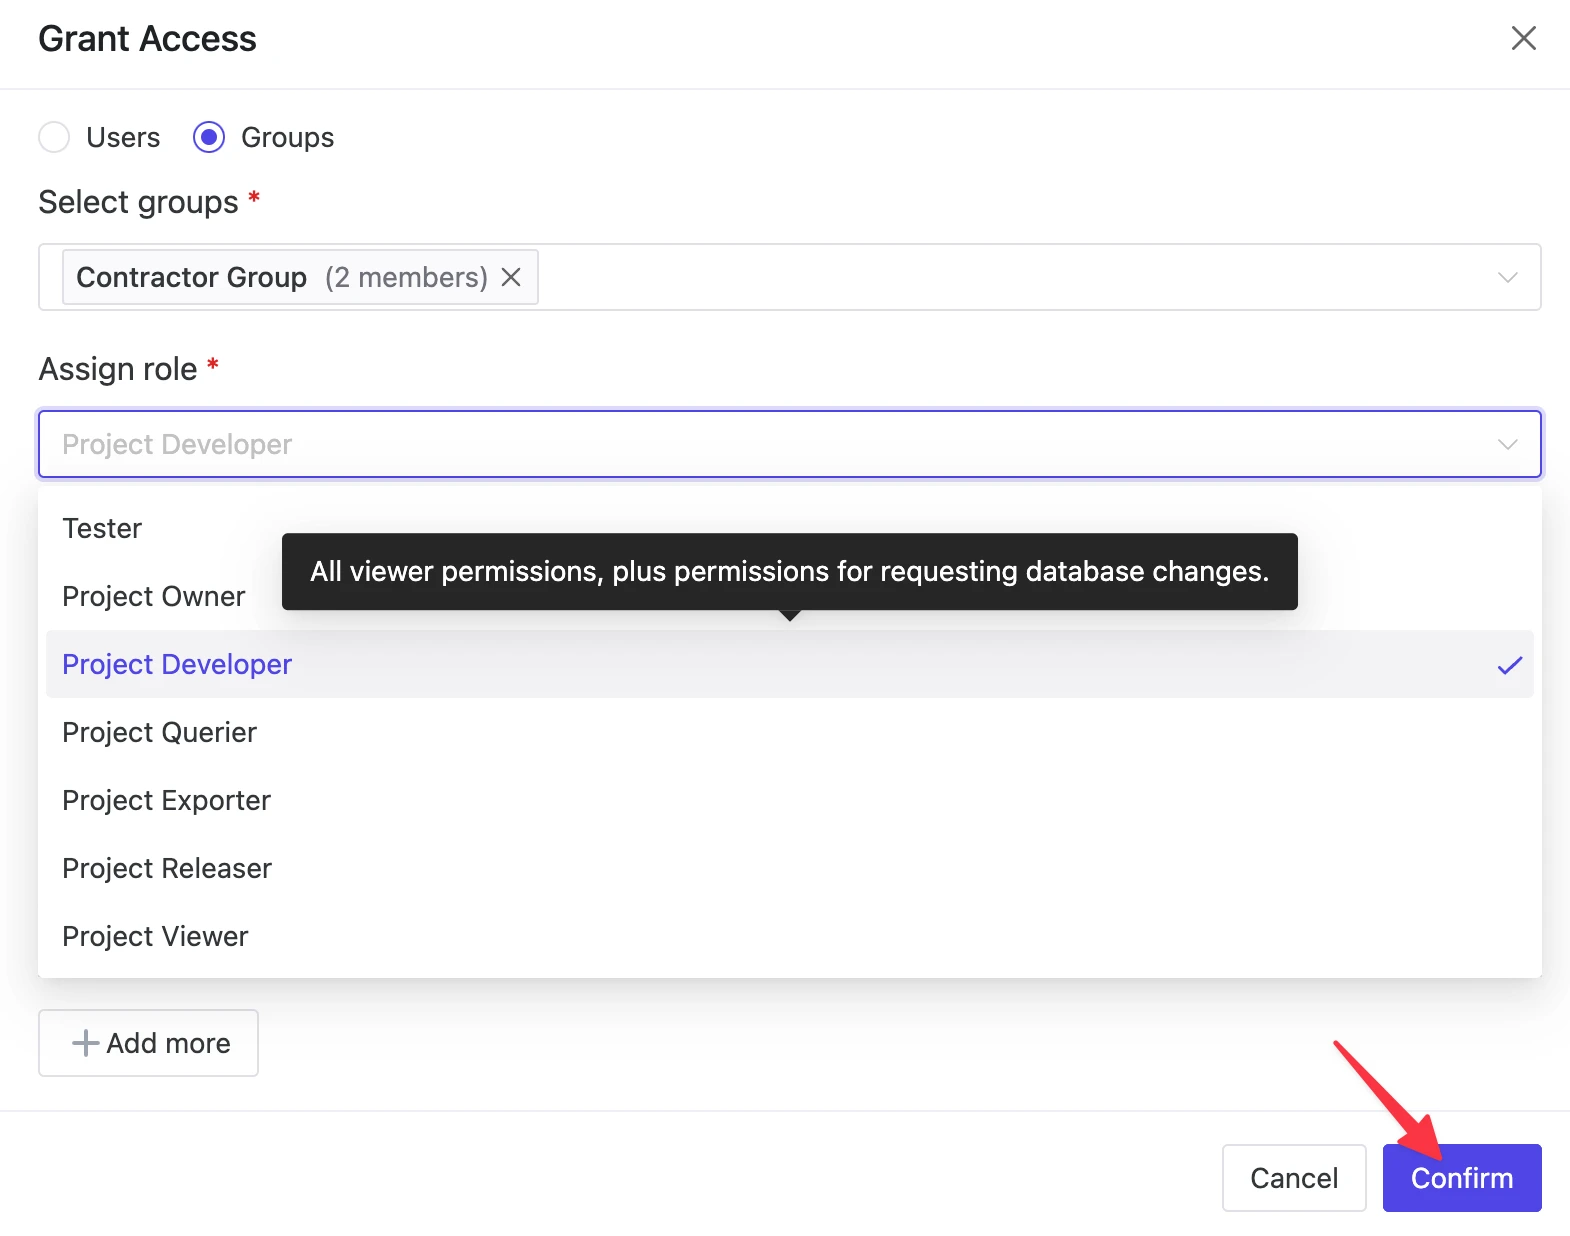 Grant Access
Users Groups
Select groups *
Contractor Group (2 members)
Assign role *
Project Developer
Tester
All viewer permissions, plus permissions for requesting database changes.
Project Owner
Project Developer
Project Querier
Project Exporter
Project Releaser
Project Viewer
Add more
Cancel Confirm